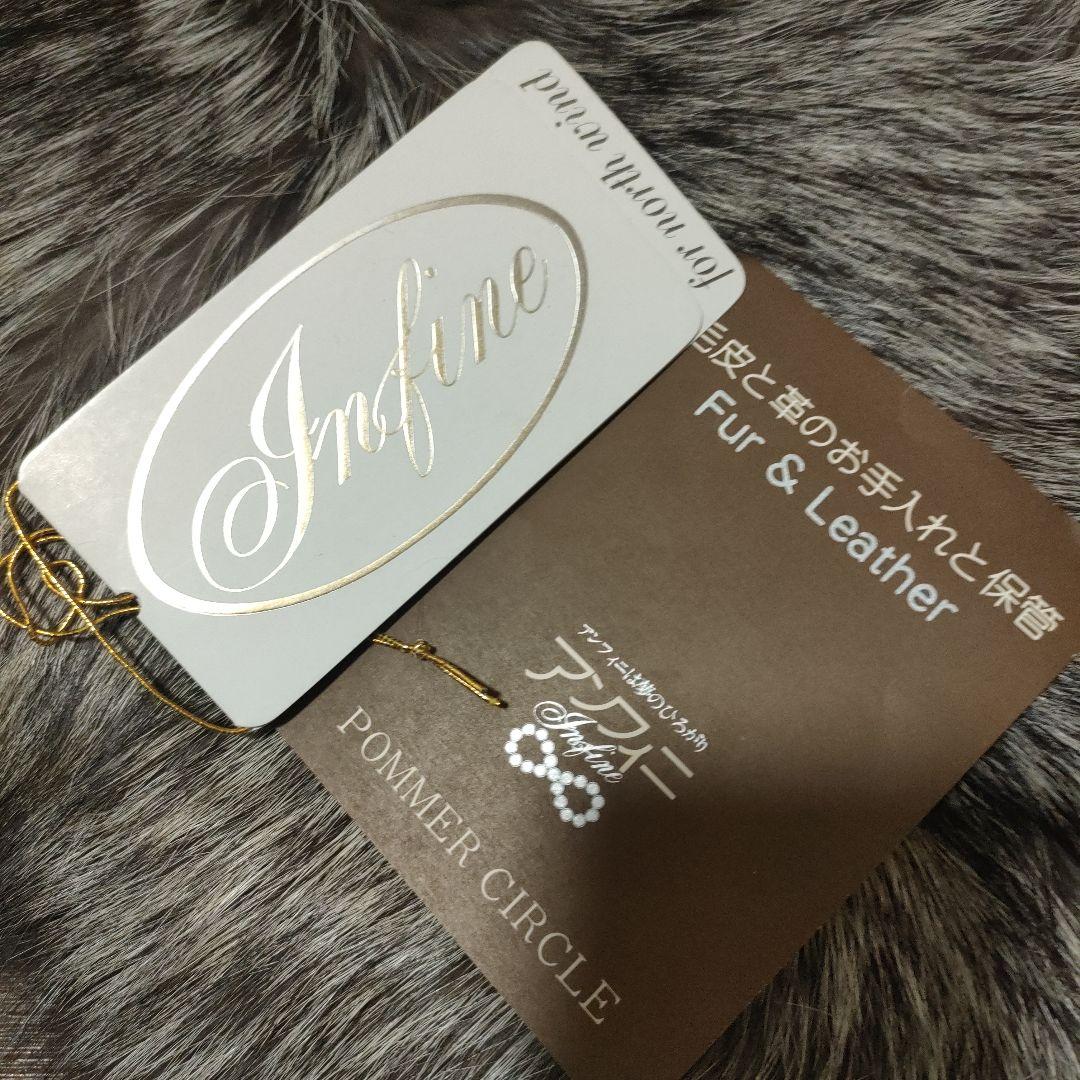 for north wind
Infine
毛皮と革のお手入れと保管
Fur & Leather
アンフィニは夢のひろがり
アンフィニ
Infine
POMMER CIRCLE